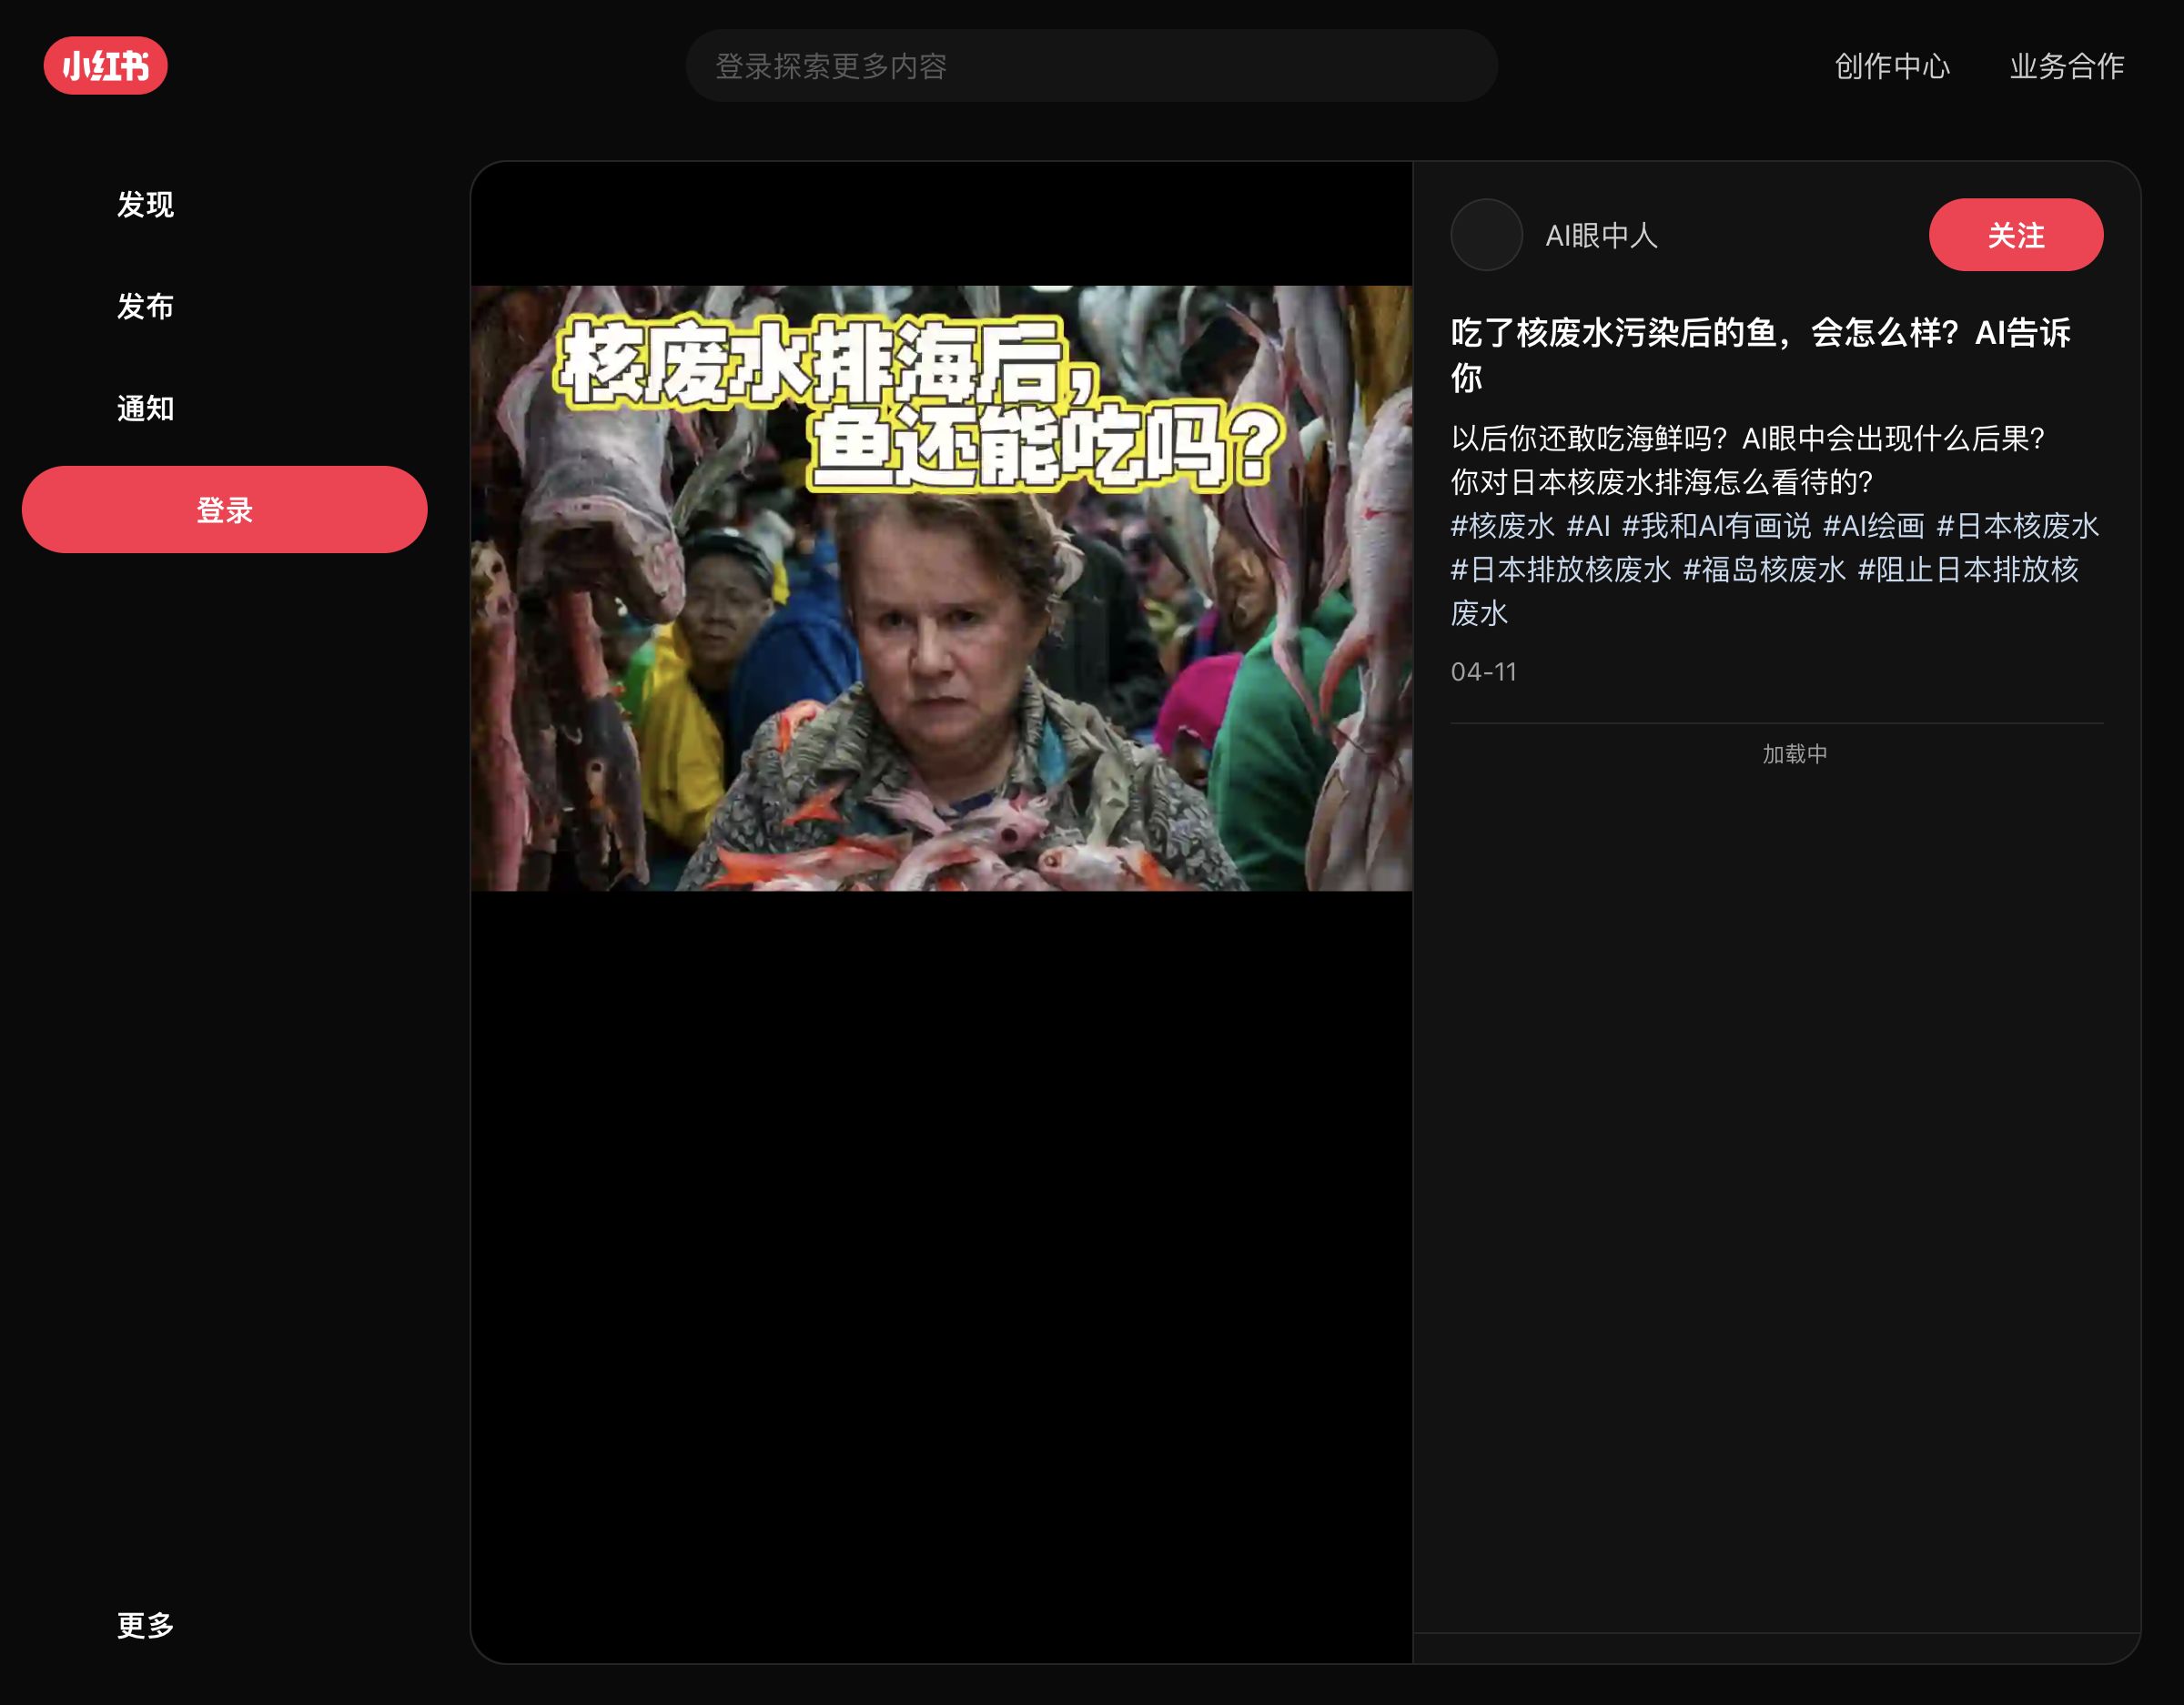 小红书
登录探索更多内容
创作中心
业务合作
发现
发布
通知
登录
更多
核废水排海后，
鱼还能吃吗？
AI眼中人
关注
吃了核废水污染后的鱼，会怎么样？AI告诉
你
以后你还敢吃海鲜吗？AI眼中会出现什么后果？
你对日本核废水排海怎么看待的？
#核废水 #AI #我和AI有画说 #AI绘画 #日本核废水
#日本排放核废水 #福岛核废水 #阻止日本排放核
废水
04-11
加载中